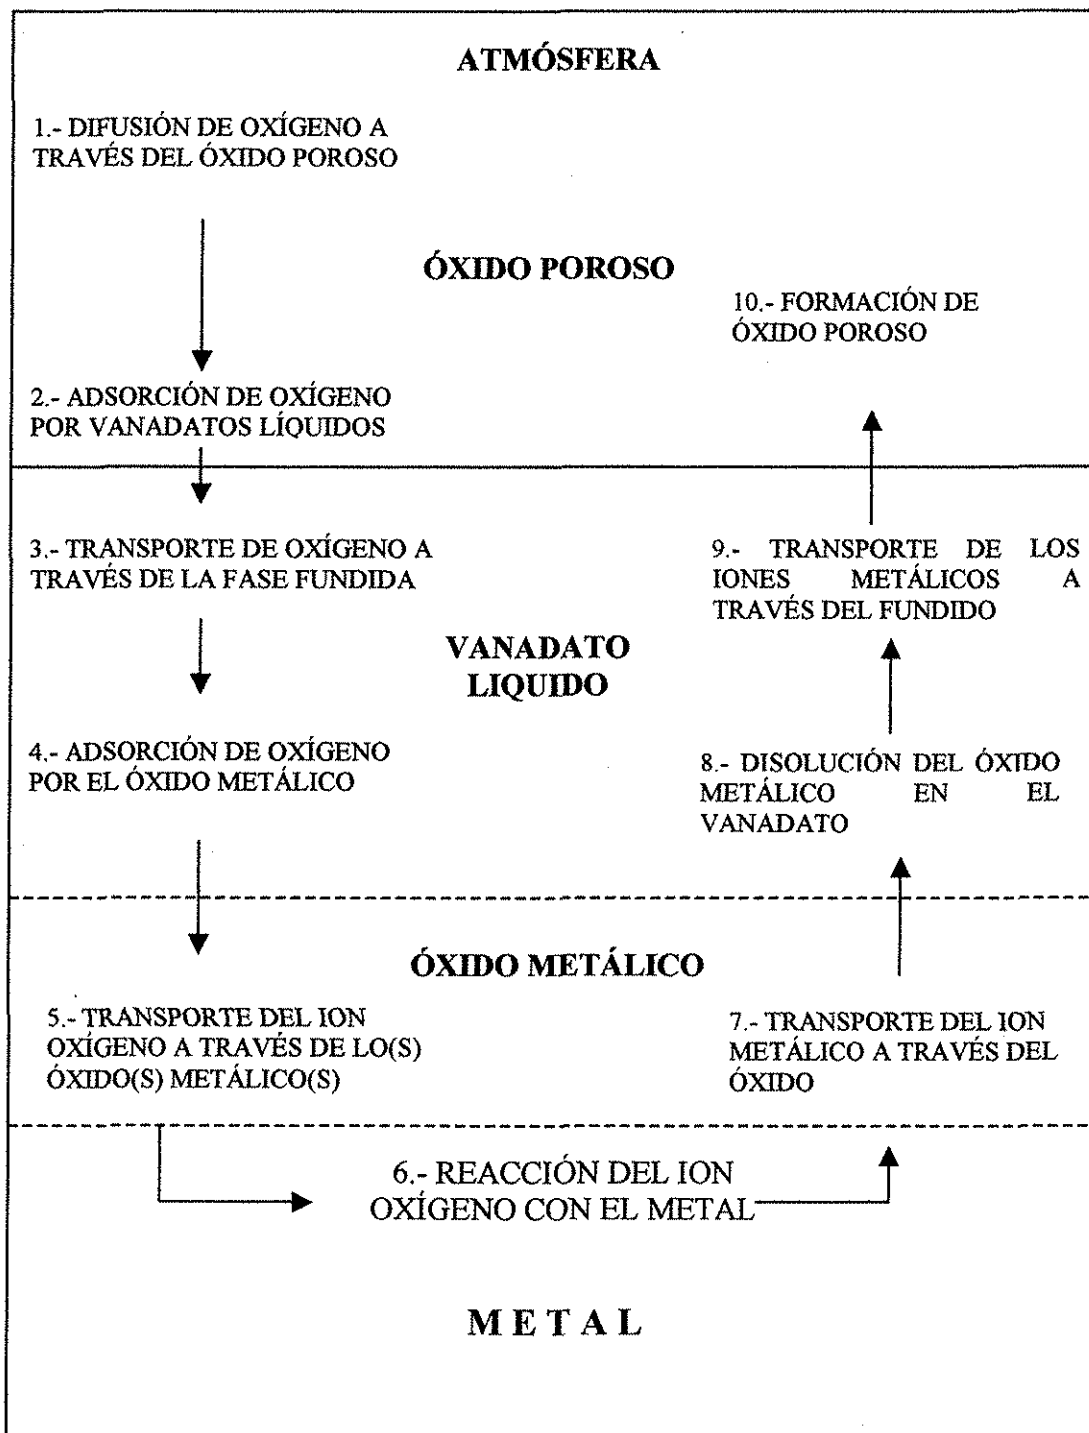 ATMÓSFERA
1.- DIFUSIÓN DE OXÍGENO A
TRAVÉS DEL ÓXIDO POROSO
ÓXIDO POROSO
10.- FORMACIÓN DE
ÓXIDO POROSO
2.- ADSORCIÓN DE OXÍGENO
POR VANADATOS LÍQUIDOS
3.- TRANSPORTE DE OXÍGENO A
TRAVÉS DE LA FASE FUNDIDA
9.- TRANSPORTE DE LOS
IONES METÁLICOS A
TRAVÉS DEL FUNDIDO
VANADATO
LIQUIDO
4.- ADSORCIÓN DE OXÍGENO
POR EL ÓXIDO METÁLICO
8.- DISOLUCIÓN DEL ÓXIDO
METÁLICO EN EL
VANADATO
ÓXIDO METÁLICO
5.- TRANSPORTE DEL ION
OXÍGENO A TRAVÉS DE LO(S)
ÓXIDO(S) METÁLICO(S)
7.- TRANSPORTE DEL ION
METÁLICO A TRAVÉS DEL
ÓXIDO
6.- REACCIÓN DEL ION
OXÍGENO CON EL METAL
M E T A L